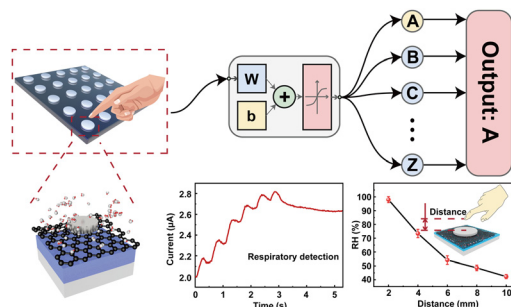 W
b
+
A
B
C
Z
Output: A
Current (μA)
2.8
2.6
2.4
2.2
2.0
Respiratory detection
0 1 2 3 4 5
Time (s)
RH (%)
100
90
80
70
60
50
40
Distance
2 4 6 8 10
Distance (mm)